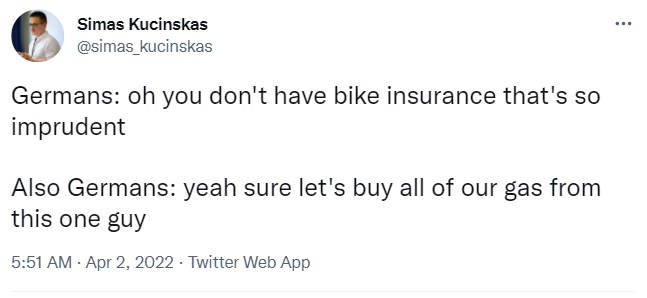 Simas Kucinskas
@simas_kucinskas
Germans: oh you don't have bike insurance that's so
imprudent
Also Germans: yeah sure let's buy all of our gas from
this one guy
5:51 AM · Apr 2, 2022 · Twitter Web App